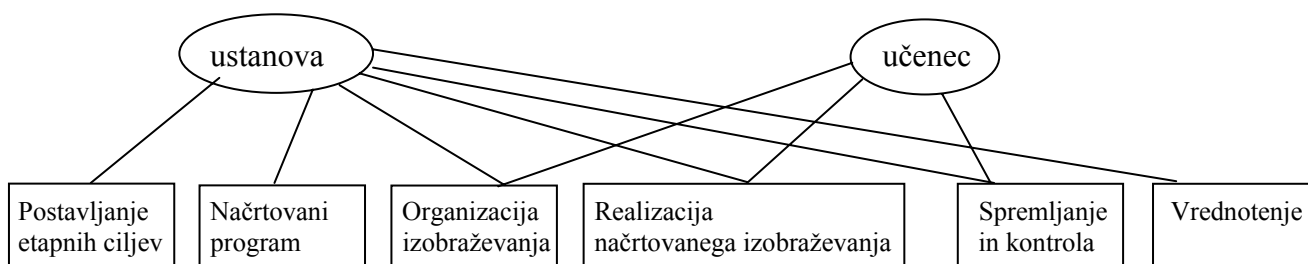 ustanova
učenec
Postavljanje
etapnih ciljev
Načrtovani
program
Organizacija
izobraževanja
Realizacija
načrtovanega izobraževanja
Spremljanje
in kontrola
Vrednotenje